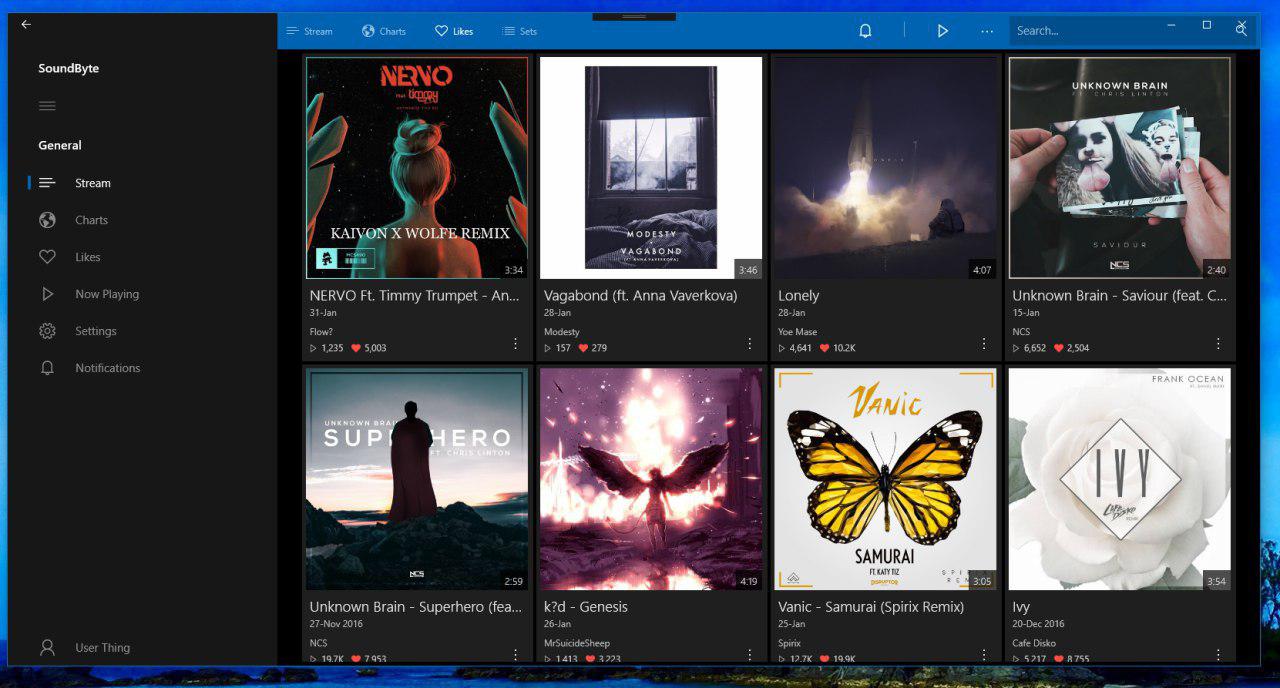 SoundByte
General
Stream
Charts
Likes
Now Playing
Settings
Notifications
User Thing
Stream
Charts
Likes
Sets
Search...
NERVO
FEAT
timmy
KAIVON X WOLFE REMIX
3:34
NERVO Ft. Timmy Trumpet - An...
31-Jan
Flow?
1,235 5,003
MODESTY
VAGABOND
(FT. ANNA VAVERKOVA)
3:46
Vagabond (ft. Anna Vaverkova)
28-Jan
Modesty
157 279
LONELY
4:07
Lonely
28-Jan
Yoe Mase
4,641 10.2K
UNKNOWN BRAIN
FT. CHRIS LINTON
SAVIOUR
NCS
2:40
Unknown Brain - Saviour (feat. C...
15-Jan
NCS
6,652 2,504
UNKNOWN BRAI
SUP HERO
FT. CHRIS LINTON
NCS
2:59
Unknown Brain - Superhero (fea...
27-Nov 2016
NCS
19.7K 7,953
4:19
k?d - Genesis
26-Jan
MrSuicideSheep
1,413 3,223
VANIC
SAMURAI
FT. KATY TIZ
DISRUPTOR
3:05
Vanic - Samurai (Spirix Remix)
25-Jan
Spirix
12.7K 19.9K
FRANK OCEAN
IVY
CAFE DISKO
REMIX
3:54
Ivy
20-Dec 2016
Cafe Disko
5,217 8,755